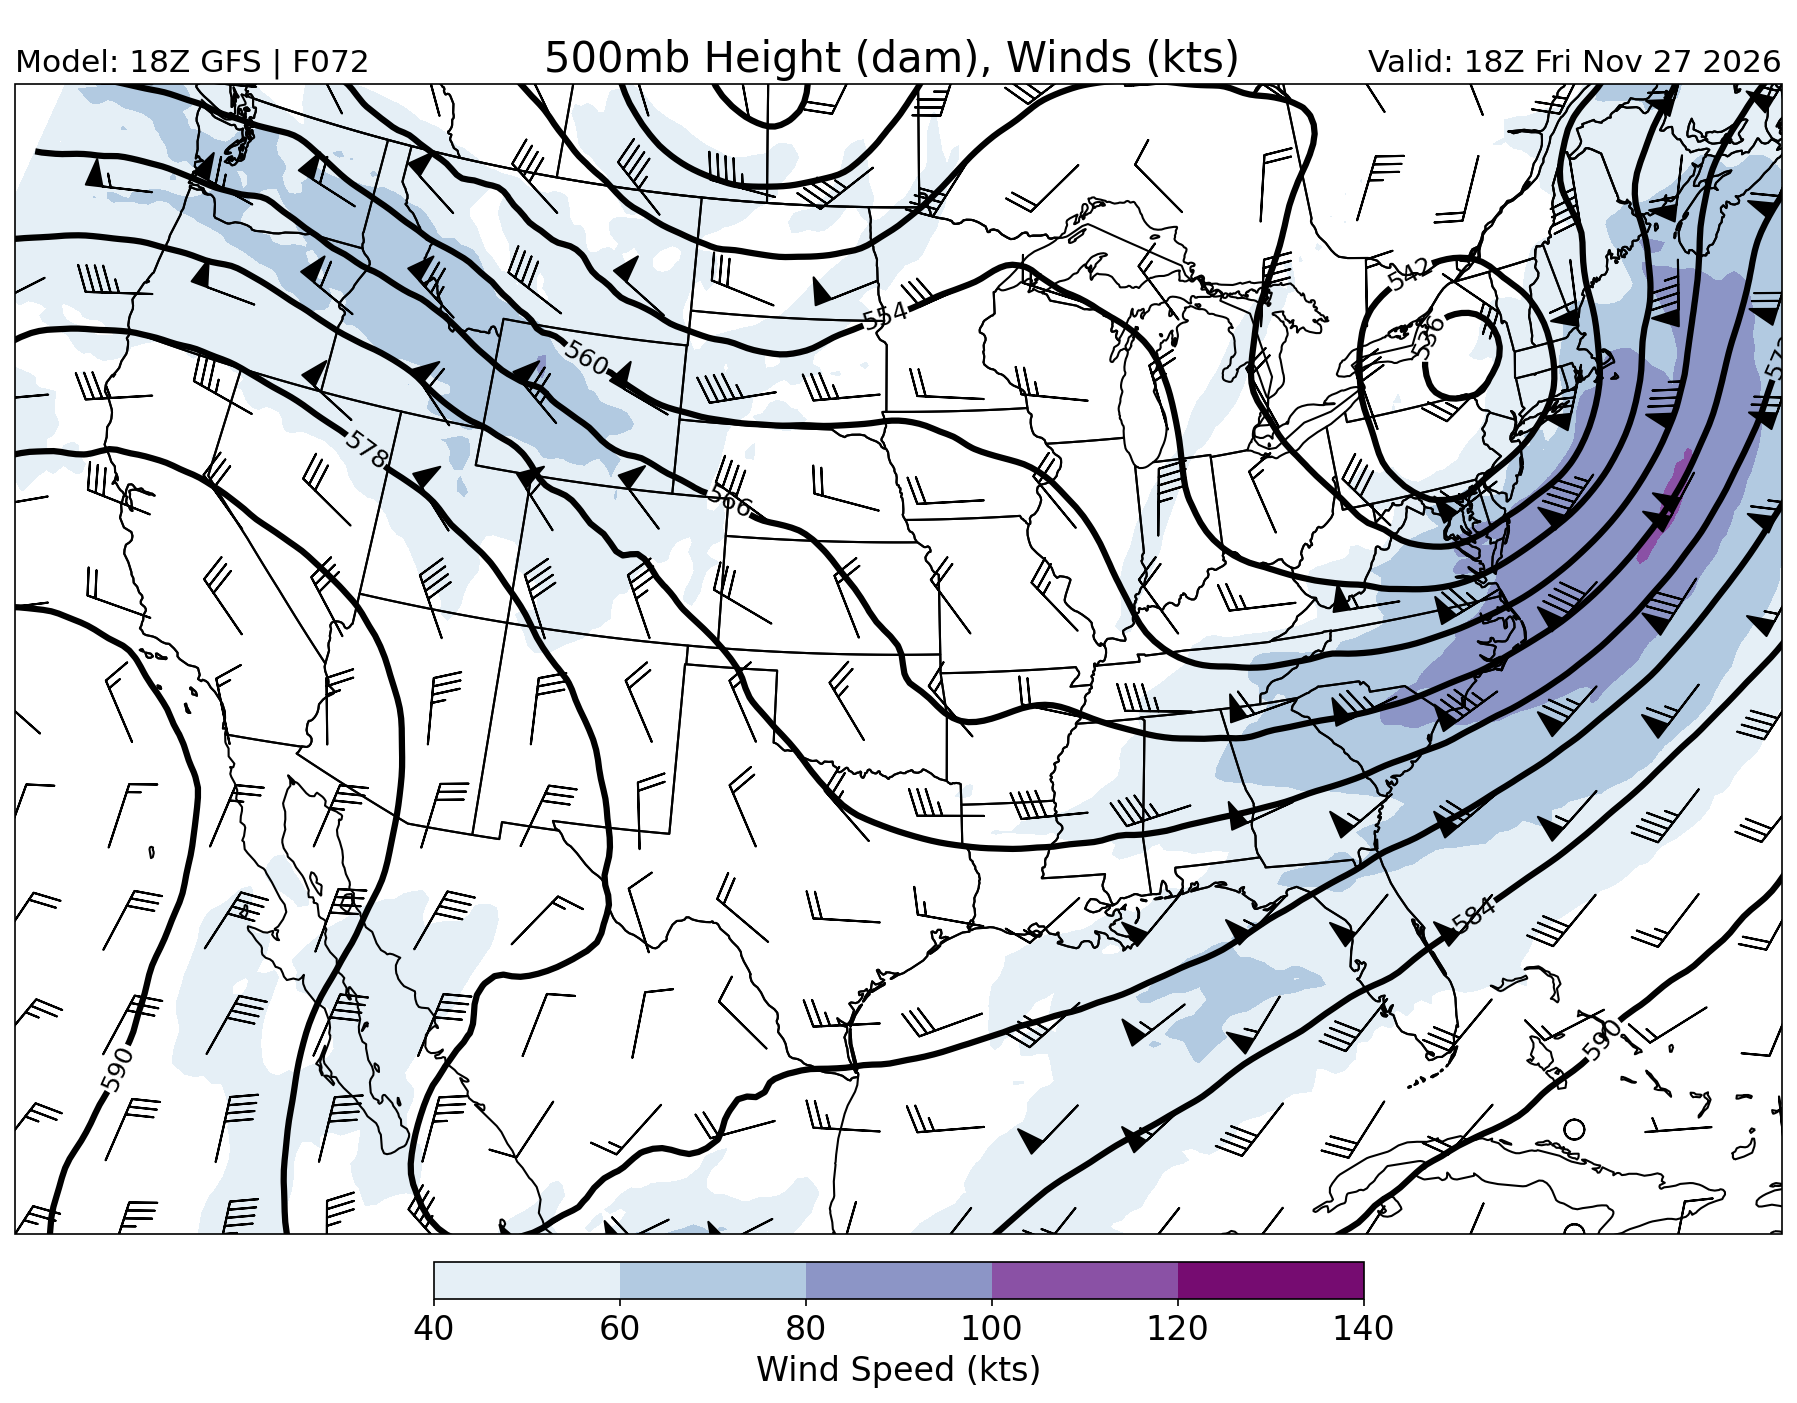 Model: 18Z GFS | F072
500mb Height (dam), Winds (kts)
Valid: 18Z Fri Nov 27 2026
542
554
536
560
578
566
584
590
590
40 60 80 100 120 140
Wind Speed (kts)